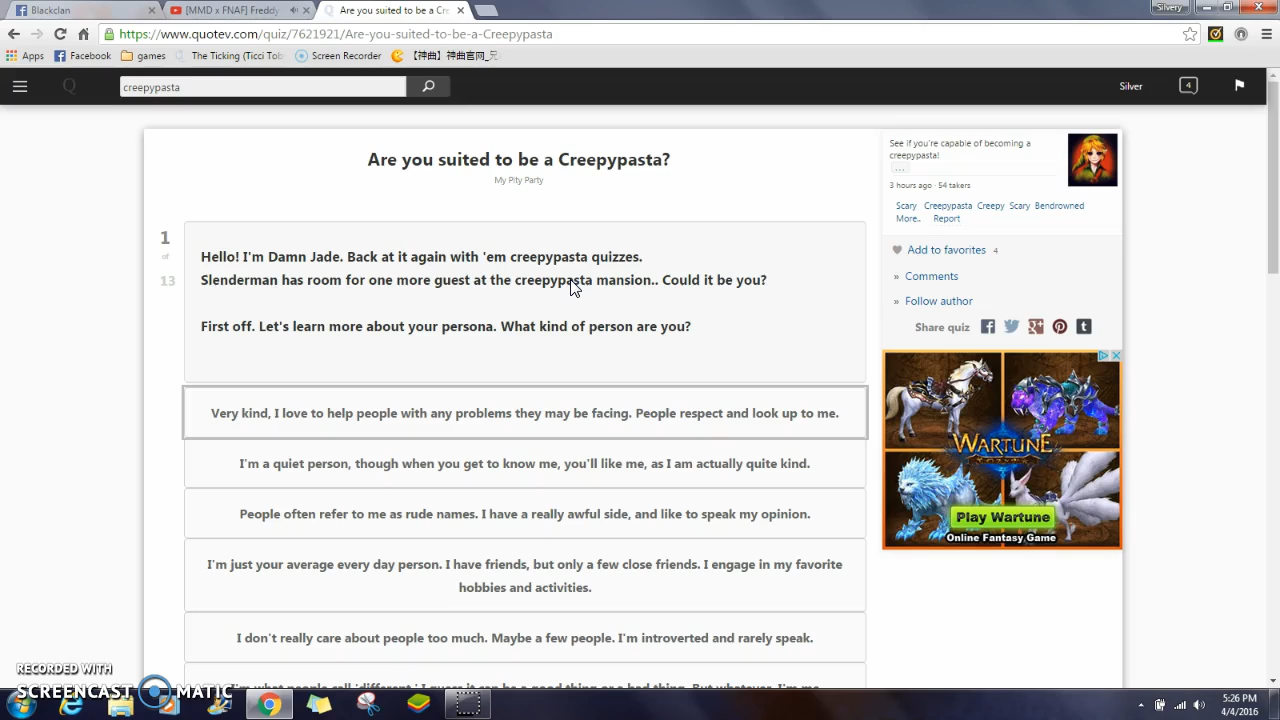 Blackclan
[MMD x FNAF] Freddy
Are you suited to be a Cre
Silvery
https://www.quotev.com/quiz/7621921/Are-you-suited-to-be-a-Creepypasta
Apps
Facebook
games
The Ticking (Ticci Tob
Screen Recorder
【神曲】神曲官网_兄
creepypasta
Silver
4
Are you suited to be a Creepypasta?
My Pity Party
1
of
13
Hello! I'm Damn Jade. Back at it again with 'em creepypasta quizzes.
Slenderman has room for one more guest at the creepypasta mansion.. Could it be you?
First off. Let's learn more about your persona. What kind of person are you?
Very kind, I love to help people with any problems they may be facing. People respect and look up to me.
I'm a quiet person, though when you get to know me, you'll like me, as I am actually quite kind.
People often refer to me as rude names. I have a really awful side, and like to speak my opinion.
I'm just your average every day person. I have friends, but only a few close friends. I engage in my favorite
hobbies and activities.
I don't really care about people too much. Maybe a few people. I'm introverted and rarely speak.
See if you're capable of becoming a
creepypasta!
...
3 hours ago · 54 takers
Scary Creepypasta Creepy Scary Bendrowned
More.. Report
Add to favorites 4
» Comments
» Follow author
Share quiz
WARTUNE
Play Wartune
Online Fantasy Game
RECORDED WITH
SCREENCAST MATIC
5:26 PM
4/4/2016